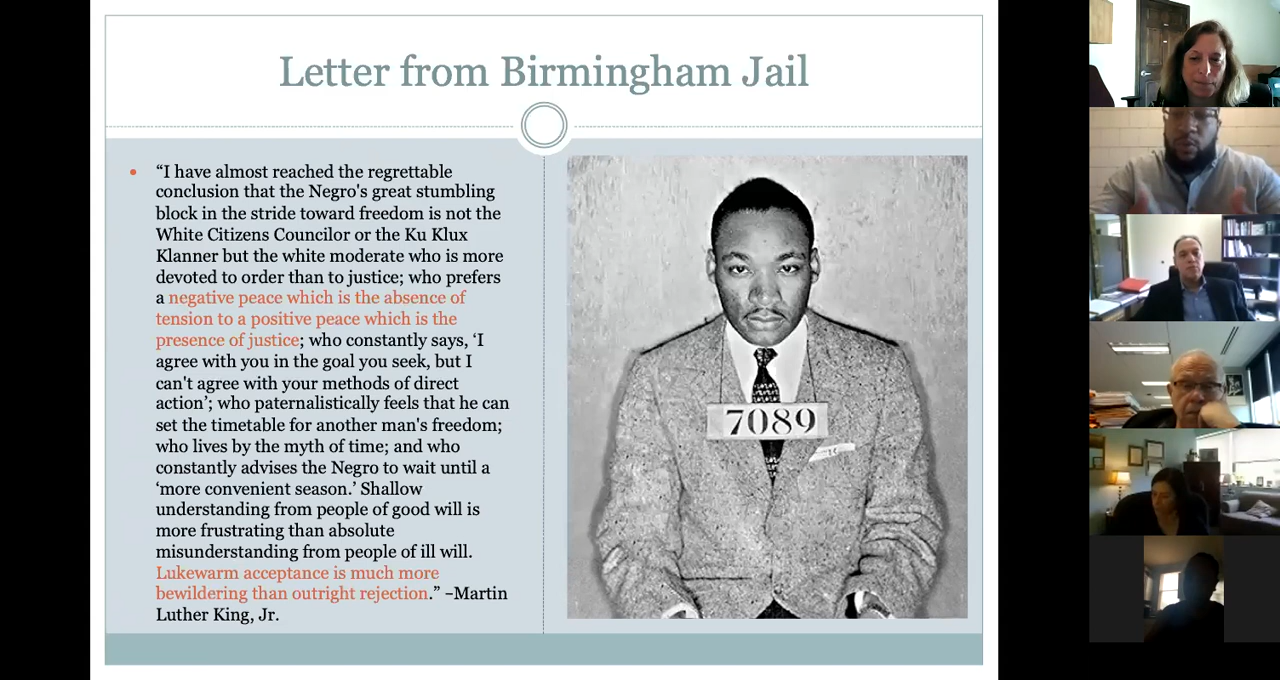 Letter from Birmingham Jail
• “I have almost reached the regrettable
conclusion that the Negro's great stumbling
block in the stride toward freedom is not the
White Citizens Councilor or the Ku Klux
Klanner but the white moderate who is more
devoted to order than to justice; who prefers
a negative peace which is the absence of
tension to a positive peace which is the
presence of justice; who constantly says, ‘I
agree with you in the goal you seek, but I
can't agree with your methods of direct
action’; who paternalistically feels that he can
set the timetable for another man's freedom;
who lives by the myth of time; and who
constantly advises the Negro to wait until a
‘more convenient season.’ Shallow
understanding from people of good will is
more frustrating than absolute
misunderstanding from people of ill will.
Lukewarm acceptance is much more
bewildering than outright rejection.” –Martin
Luther King, Jr.
7089